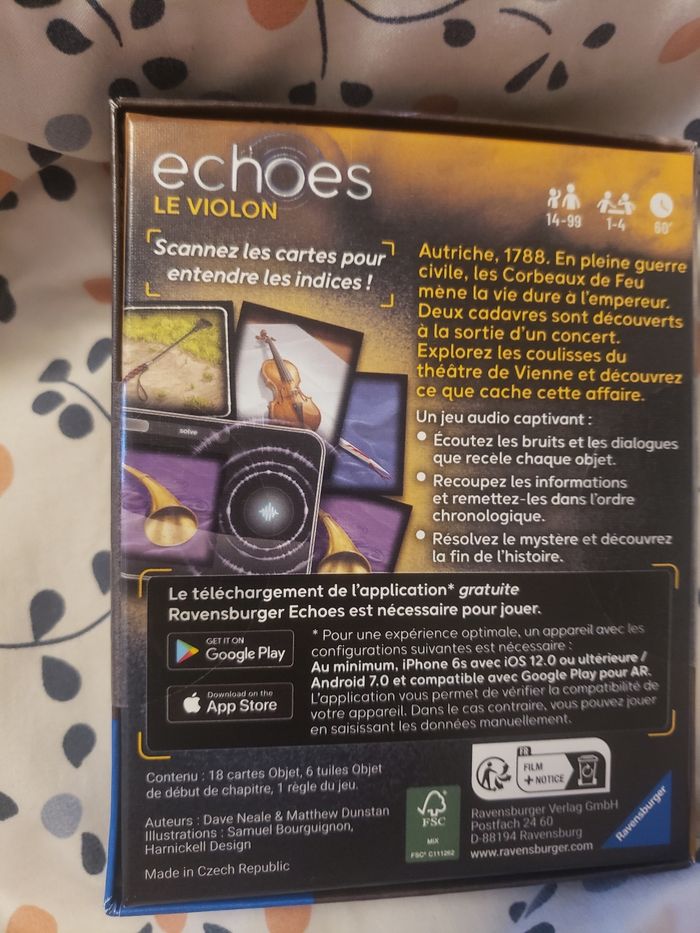 echoes
LE VIOLON
14-99
1-4
60'
Scannez les cartes pour
entendre les indices !
Autriche, 1788. En pleine guerre
civile, les Corbeaux de Feu
mène la vie dure à l'empereur.
Deux cadavres sont découverts
à la sortie d'un concert.
Explorez les coulisses du
théâtre de Vienne et découvrez
ce que cache cette affaire.
Un jeu audio captivant :
Écoutez les bruits et les dialogues
que recèle chaque objet.
Recoupez les informations
et remettez-les dans l'ordre
chronologique.
Résolvez le mystère et découvrez
la fin de l'histoire.
solve
Le téléchargement de l'application* gratuite
Ravensburger Echoes est nécessaire pour jouer.
GET IT ON
Google Play
Download on the
App Store
* Pour une expérience optimale, un appareil avec les
configurations suivantes est nécessaire :
Au minimum, iPhone 6s avec iOS 12.0 ou ultérieure /
Android 7.0 et compatible avec Google Play pour AR.
L'application vous permet de vérifier la compatibilité de
votre appareil. Dans le cas contraire, vous pouvez jouer
en saisissant les données manuellement.
Contenu : 18 cartes Objet, 6 tuiles Objet
de début de chapitre, 1 règle du jeu.
Auteurs : Dave Neale & Matthew Dunstan
Illustrations : Samuel Bourguignon,
Harnickell Design
Made in Czech Republic
FSC
MIX
FSC® C111262
FR
FILM
+ NOTICE
Ravensburger Verlag GmbH
Postfach 24 60
D-88194 Ravensburg
www.ravensburger.com
Ravensburger